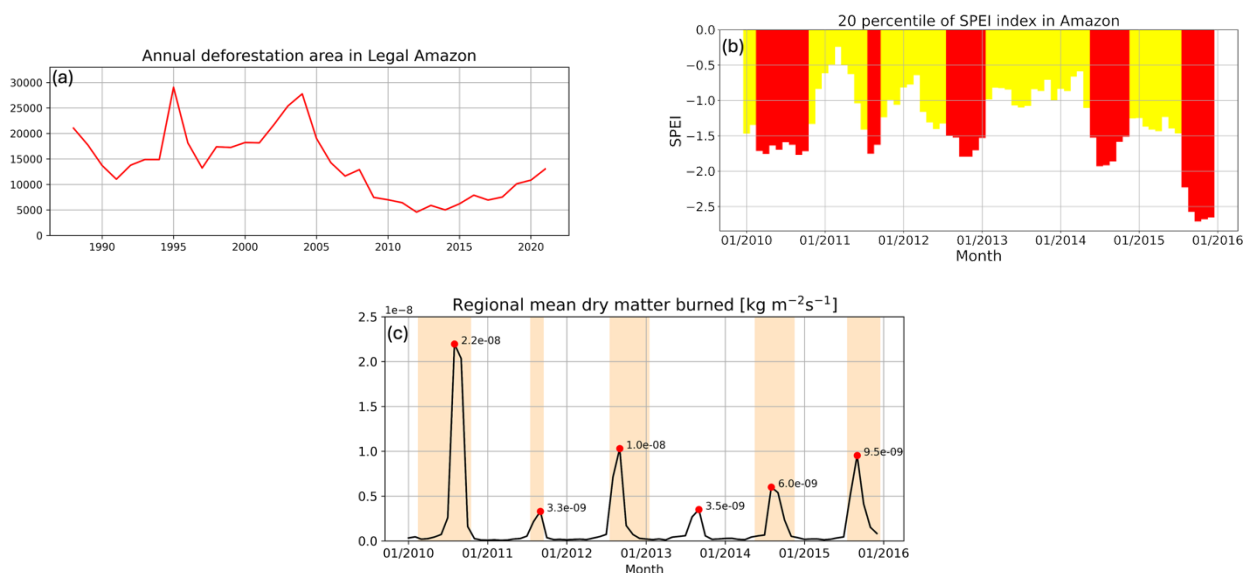 Annual deforestation area in Legal Amazon
(a)
30000
25000
20000
15000
10000
5000
0
1990 1995 2000 2005 2010 2015 2020
20 percentile of SPEI index in Amazon
(b)
0.0
−0.5
−1.0
−1.5
−2.0
−2.5
SPEI
01/2010 01/2011 01/2012 01/2013 01/2014 01/2015 01/2016
Month
Regional mean dry matter burned [kg m⁻²s⁻¹]
1e-8
(c)
2.5
2.0
1.5
1.0
0.5
0.0
2.2e-08
3.3e-09
1.0e-08
3.5e-09
6.0e-09
9.5e-09
01/2010 01/2011 01/2012 01/2013 01/2014 01/2015 01/2016
Month